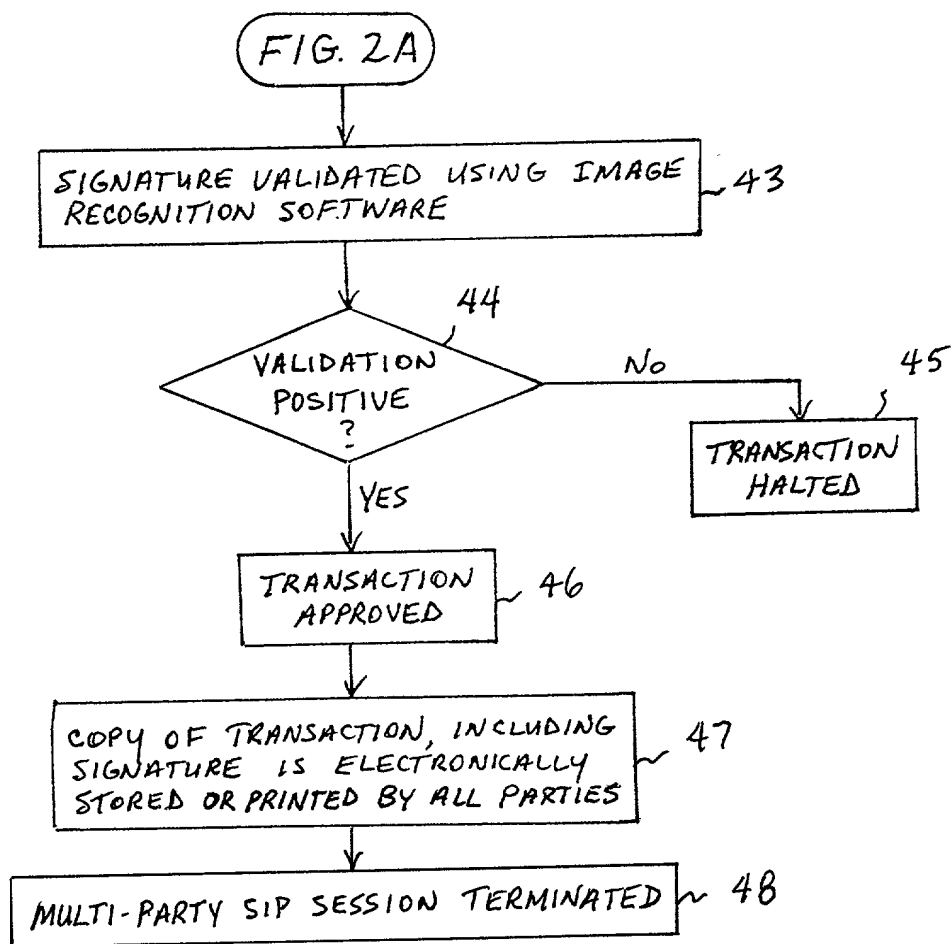 FIG. 2A
SIGNATURE VALIDATED USING IMAGE
RECOGNITION SOFTWARE
43
44
VALIDATION
POSITIVE
?
NO
45
TRANSACTION
HALTED
YES
TRANSACTION
APPROVED
46
COPY OF TRANSACTION, INCLUDING
SIGNATURE IS ELECTRONICALLY
STORED OR PRINTED BY ALL PARTIES
47
MULTI-PARTY SIP SESSION TERMINATED
48